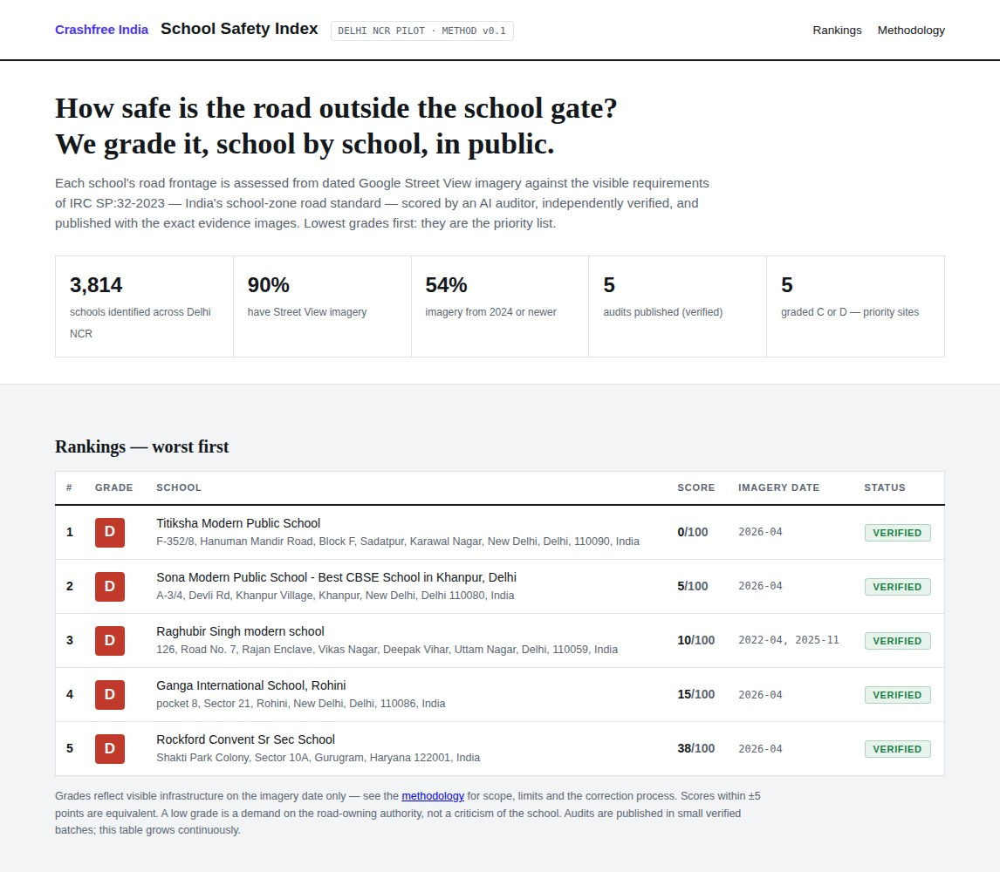 Crashfree India School Safety Index DELHI NCR PILOT · METHOD v0.1 Rankings Methodology
How safe is the road outside the school gate?
We grade it, school by school, in public.
Each school's road frontage is assessed from dated Google Street View imagery against the visible requirements
of IRC SP:32-2023 — India's school-zone road standard — scored by an AI auditor, independently verified, and
published with the exact evidence images. Lowest grades first: they are the priority list.
3,814
schools identified across Delhi
NCR
90%
have Street View imagery
54%
imagery from 2024 or newer
5
audits published (verified)
5
graded C or D — priority sites
Rankings — worst first
# GRADE SCHOOL SCORE IMAGERY DATE STATUS
1 D Titiksha Modern Public School 0/100 2026-04 VERIFIED
F-352/8, Hanuman Mandir Road, Block F, Sadatpur, Karawal Nagar, New Delhi, Delhi, 110090, India
2 D Sona Modern Public School - Best CBSE School in Khanpur, Delhi 5/100 2026-04 VERIFIED
A-3/4, Devli Rd, Khanpur Village, Khanpur, New Delhi, Delhi 110080, India
3 D Raghubir Singh modern school 10/100 2022-04, 2025-11 VERIFIED
126, Road No. 7, Rajan Enclave, Vikas Nagar, Deepak Vihar, Uttam Nagar, Delhi, 110059, India
4 D Ganga International School, Rohini 15/100 2026-04 VERIFIED
pocket 8, Sector 21, Rohini, New Delhi, Delhi, 110086, India
5 D Rockford Convent Sr Sec School 38/100 2026-04 VERIFIED
Shakti Park Colony, Sector 10A, Gurugram, Haryana 122001, India
Grades reflect visible infrastructure on the imagery date only — see the methodology for scope, limits and the correction process. Scores within ±5
points are equivalent. A low grade is a demand on the road-owning authority, not a criticism of the school. Audits are published in small verified
batches; this table grows continuously.